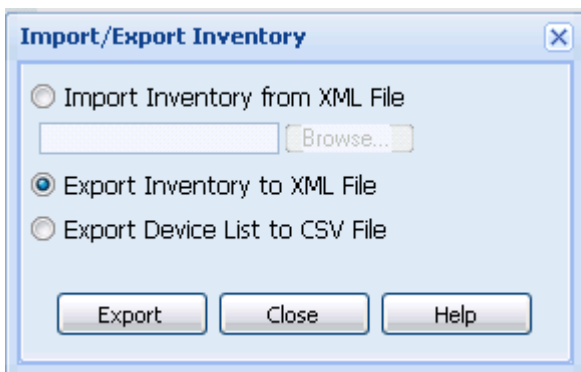 Import/Export Inventory
Import Inventory from XML File
Browse...
Export Inventory to XML File
Export Device List to CSV File
Export Close Help